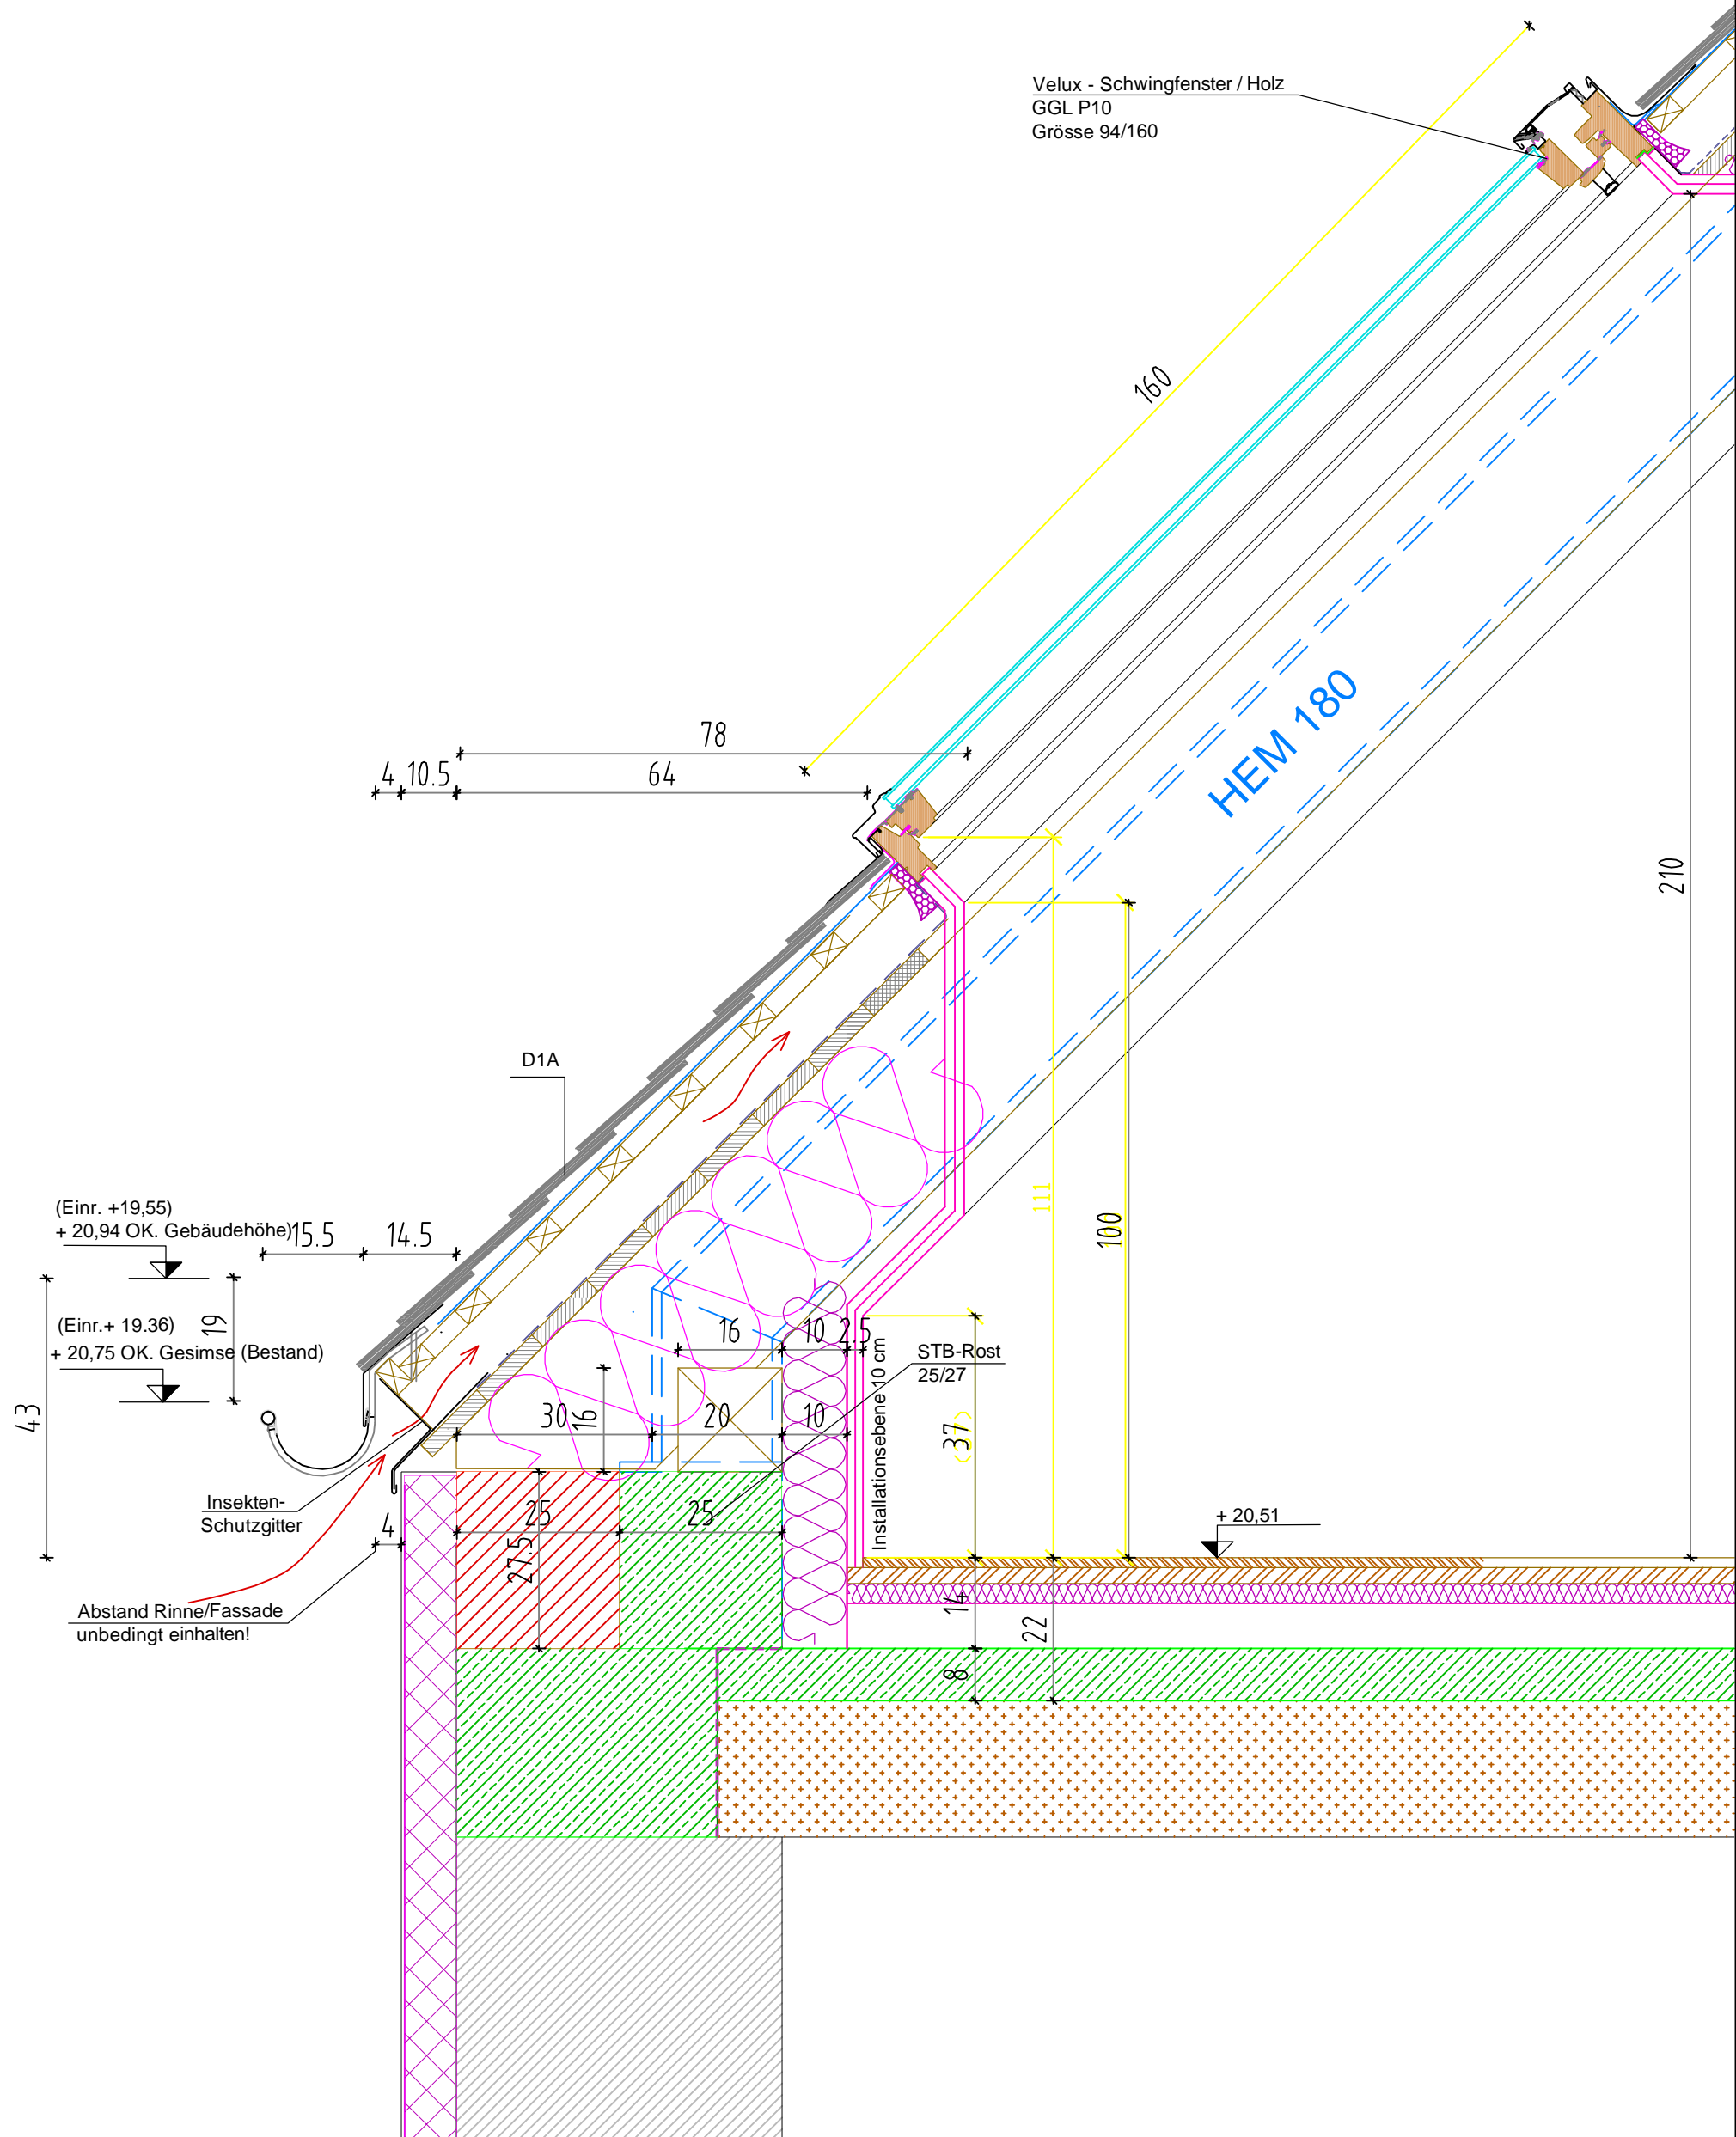 Velux - Schwingfenster / Holz
GGL P10
Grösse 94/160
160
HEM 180
78
4 10.5 64
210
D1A
111
100
(Einr. +19,55)
+ 20,94 OK. Gebäudehöhe)
15.5 14.5
19
(Einr.+ 19.36)
+ 20,75 OK. Gesimse (Bestand)
43
16 10 2.5
STB-Rost
25/27
30 16 20 10
Installationsebene 10 cm
37
Insekten-
Schutzgitter
4
25 25
27.5
+ 20,51
Abstand Rinne/Fassade
unbedingt einhalten!
14
22
8